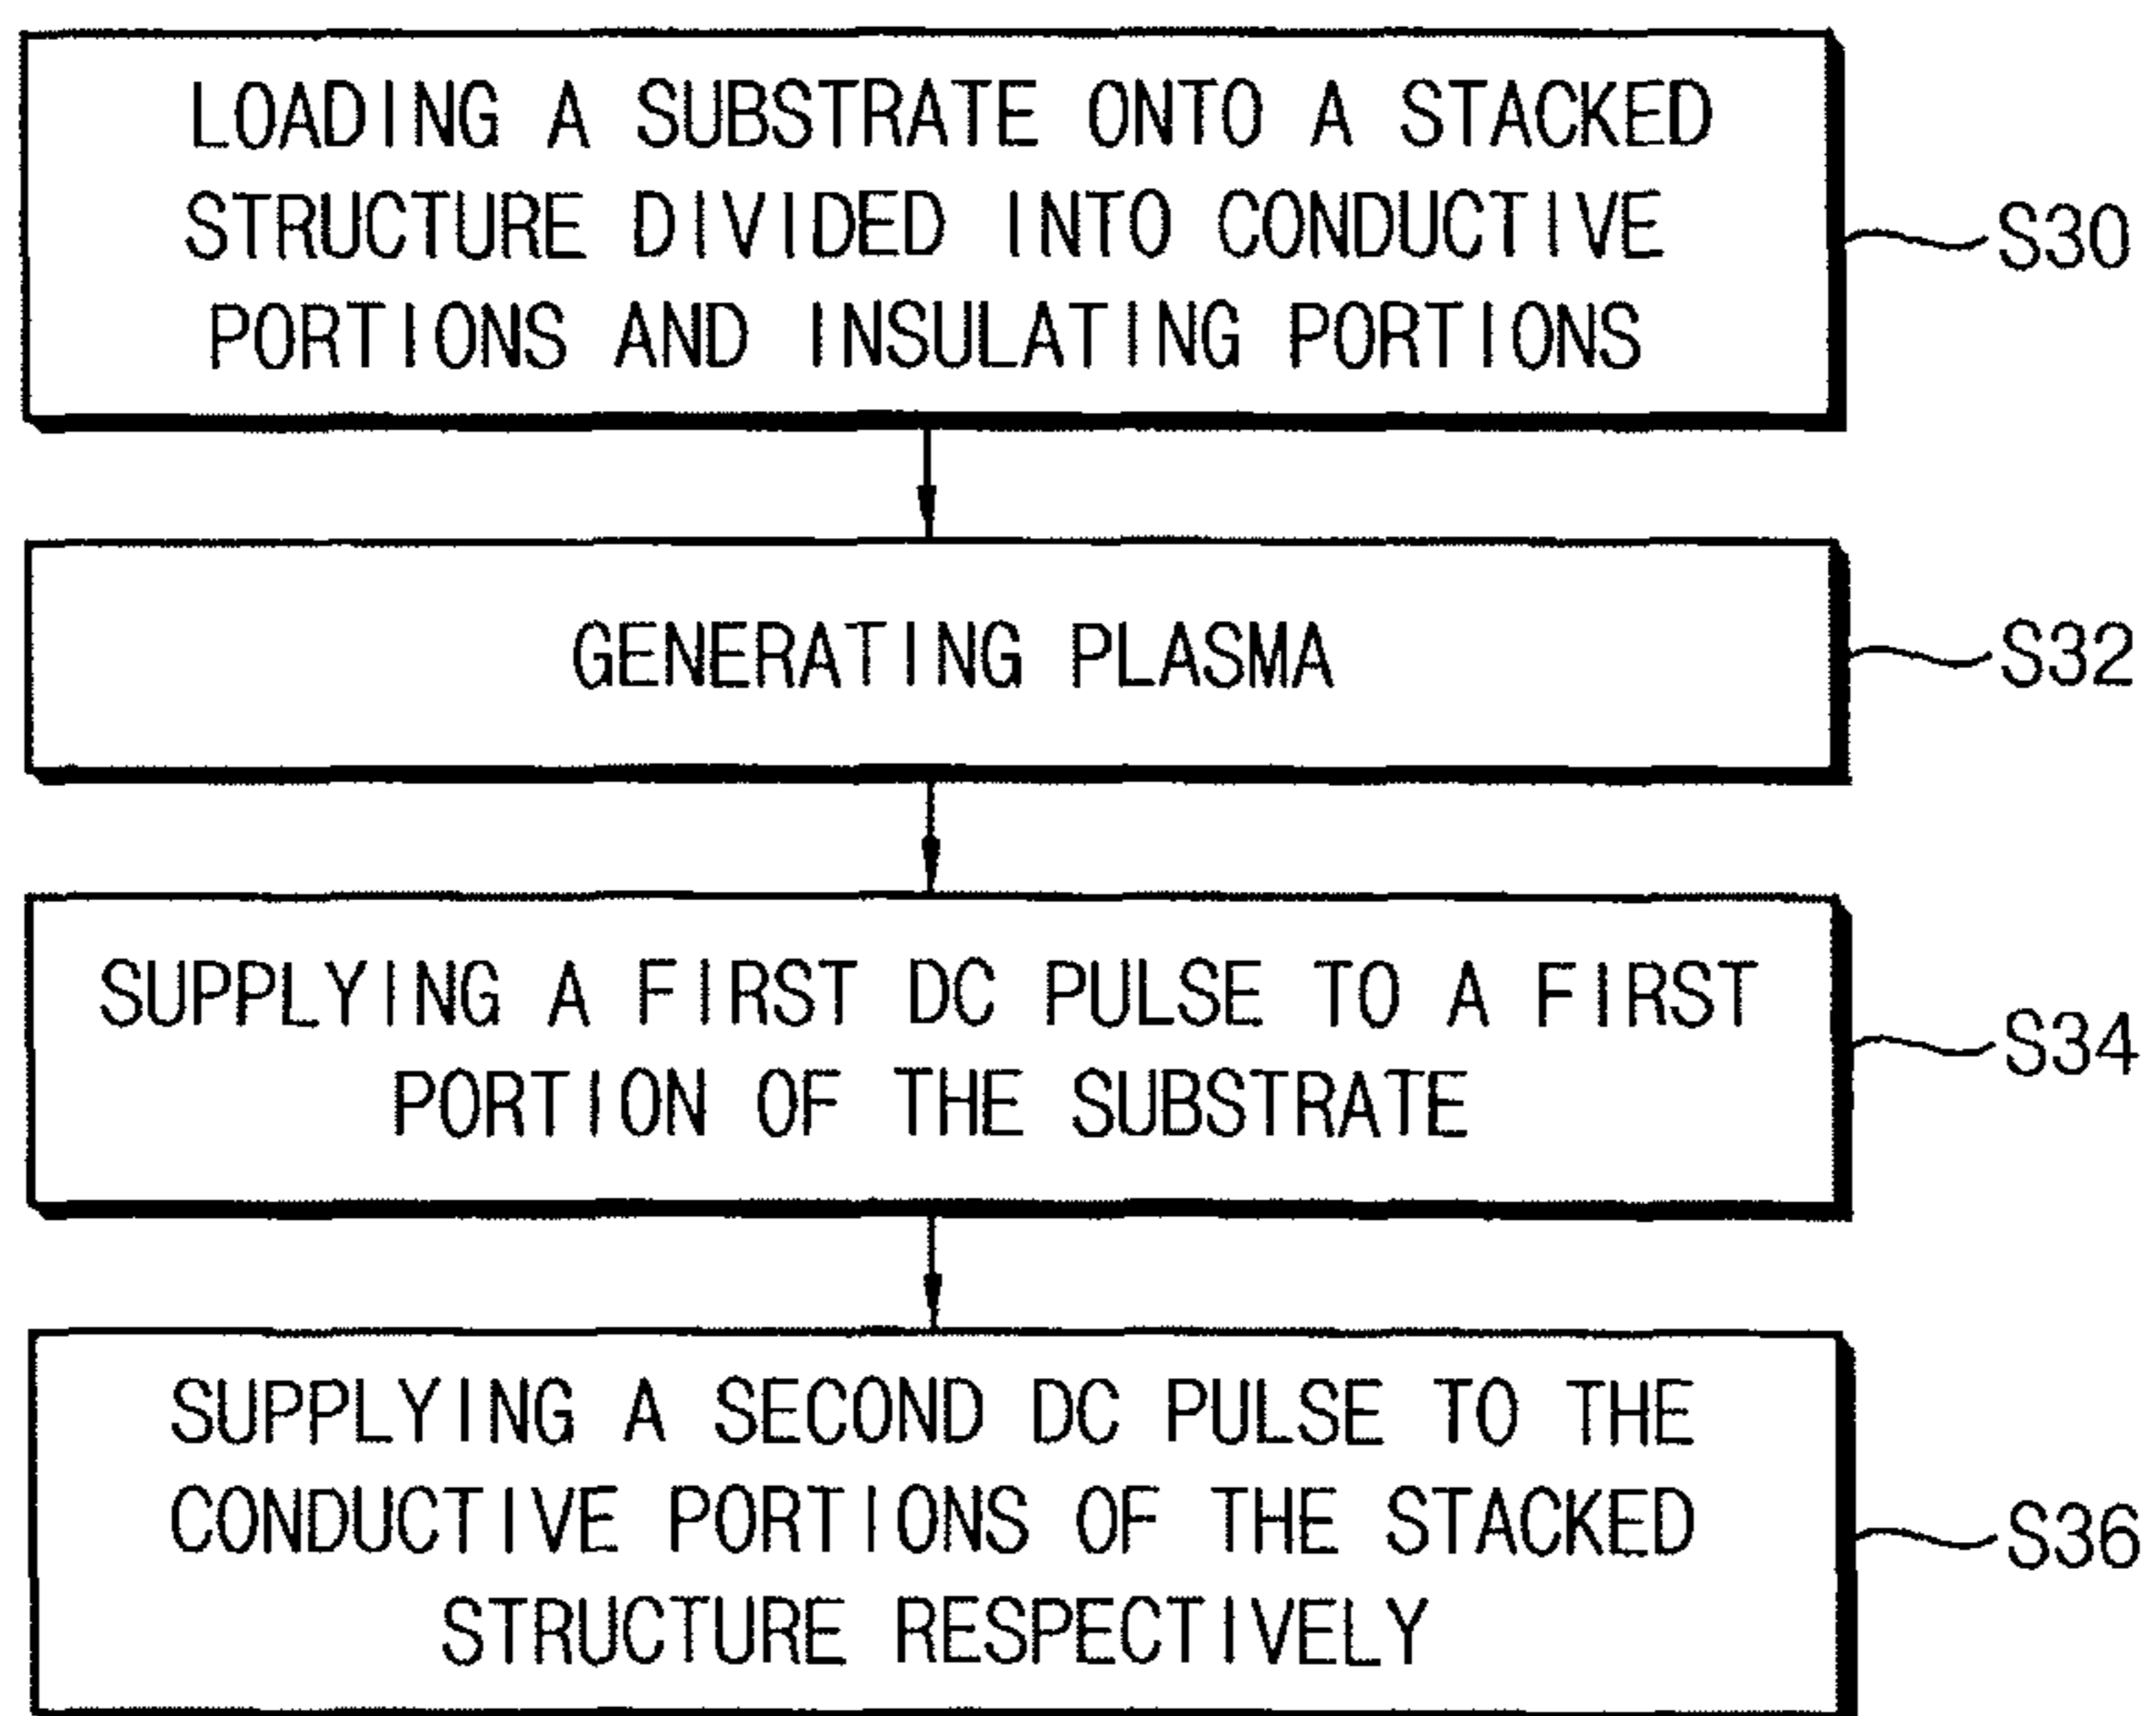 LOADING A SUBSTRATE ONTO A STACKED
STRUCTURE DIVIDED INTO CONDUCTIVE
PORTIONS AND INSULATING PORTIONS
S30
GENERATING PLASMA
S32
SUPPLYING A FIRST DC PULSE TO A FIRST
PORTION OF THE SUBSTRATE
S34
SUPPLYING A SECOND DC PULSE TO THE
CONDUCTIVE PORTIONS OF THE STACKED
STRUCTURE RESPECTIVELY
S36